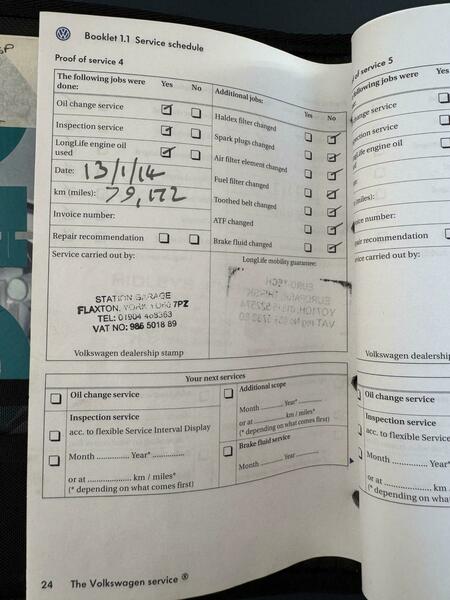 Booklet 1.1 Service schedule
Proof of service 4
The following jobs were done: Yes No
Oil change service
Inspection service
LongLife engine oil used
Date: 13/1/14
km (miles): 79,172
Invoice number:
Repair recommendation
Service carried out by:
STATION GARAGE
FLAXTON, YORK YO60 7PZ
TEL: 01904 468363
VAT NO: 986 5018 89
Volkswagen dealership stamp
Additional jobs: Yes No
Haldex filter changed
Spark plugs changed
Air filter element changed
Fuel filter changed
Toothed belt changed
ATF changed
Brake fluid changed
LongLife mobility guarantee:
Your next services
Oil change service
Inspection service
acc. to flexible Service Interval Display
Month .............. Year* ..............
or at ...................... km / miles*
(* depending on what comes first)
Additional scope
Month .............. Year* ..............
or at ...................... km / miles*
(* depending on what comes first)
Brake fluid service
Month .............. Year ..............
24 The Volkswagen service ®
of service 5
following jobs were Yes
change service
Inspection service
LongLife engine oil
(miles):
number:
recommendation
carried out by:
Volkswagen dealership
Oil change service
Inspection service
acc. to flexible Service
Month .............. Year
or at ......................
(* depending on what